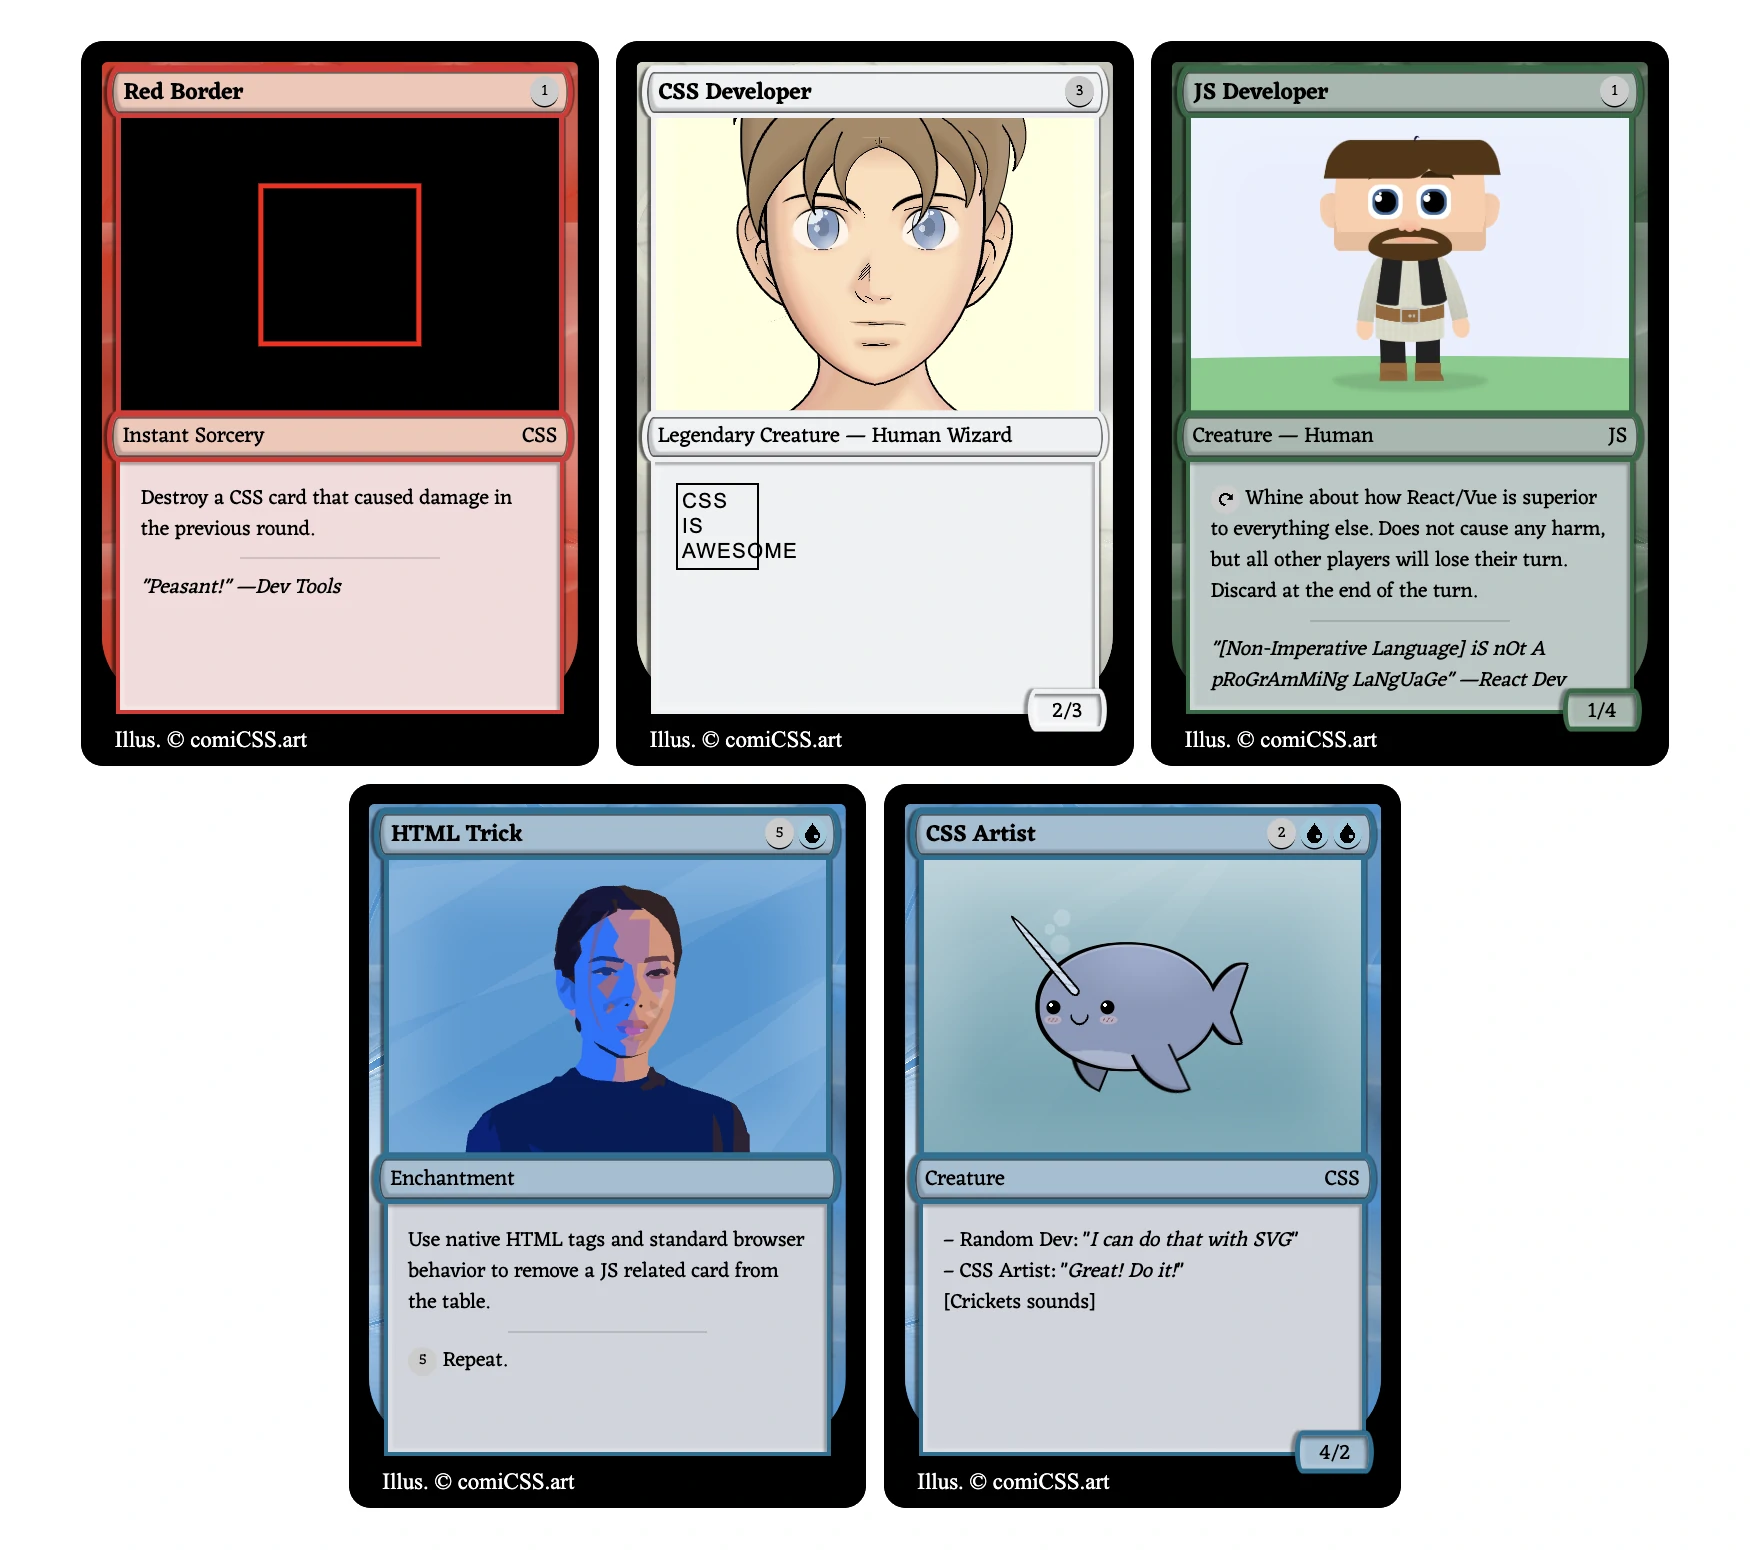 Red Border 1
Instant Sorcery CSS
Destroy a CSS card that caused damage in
the previous round.
"Peasant!" —Dev Tools
Illus. © comiCSS.art
CSS Developer 3
Legendary Creature — Human Wizard
CSS
IS
AWESOME
2/3
Illus. © comiCSS.art
JS Developer 1
Creature — Human JS
Whine about how React/Vue is superior
to everything else. Does not cause any harm,
but all other players will lose their turn.
Discard at the end of the turn.
"[Non-Imperative Language] iS nOt A
pRoGrAmMiNg LaNgUaGe" —React Dev
1/4
Illus. © comiCSS.art
HTML Trick 5
Enchantment
Use native HTML tags and standard browser
behavior to remove a JS related card from
the table.
5 Repeat.
Illus. © comiCSS.art
CSS Artist 2
Creature CSS
– Random Dev: "I can do that with SVG"
– CSS Artist: "Great! Do it!"
[Crickets sounds]
4/2
Illus. © comiCSS.art